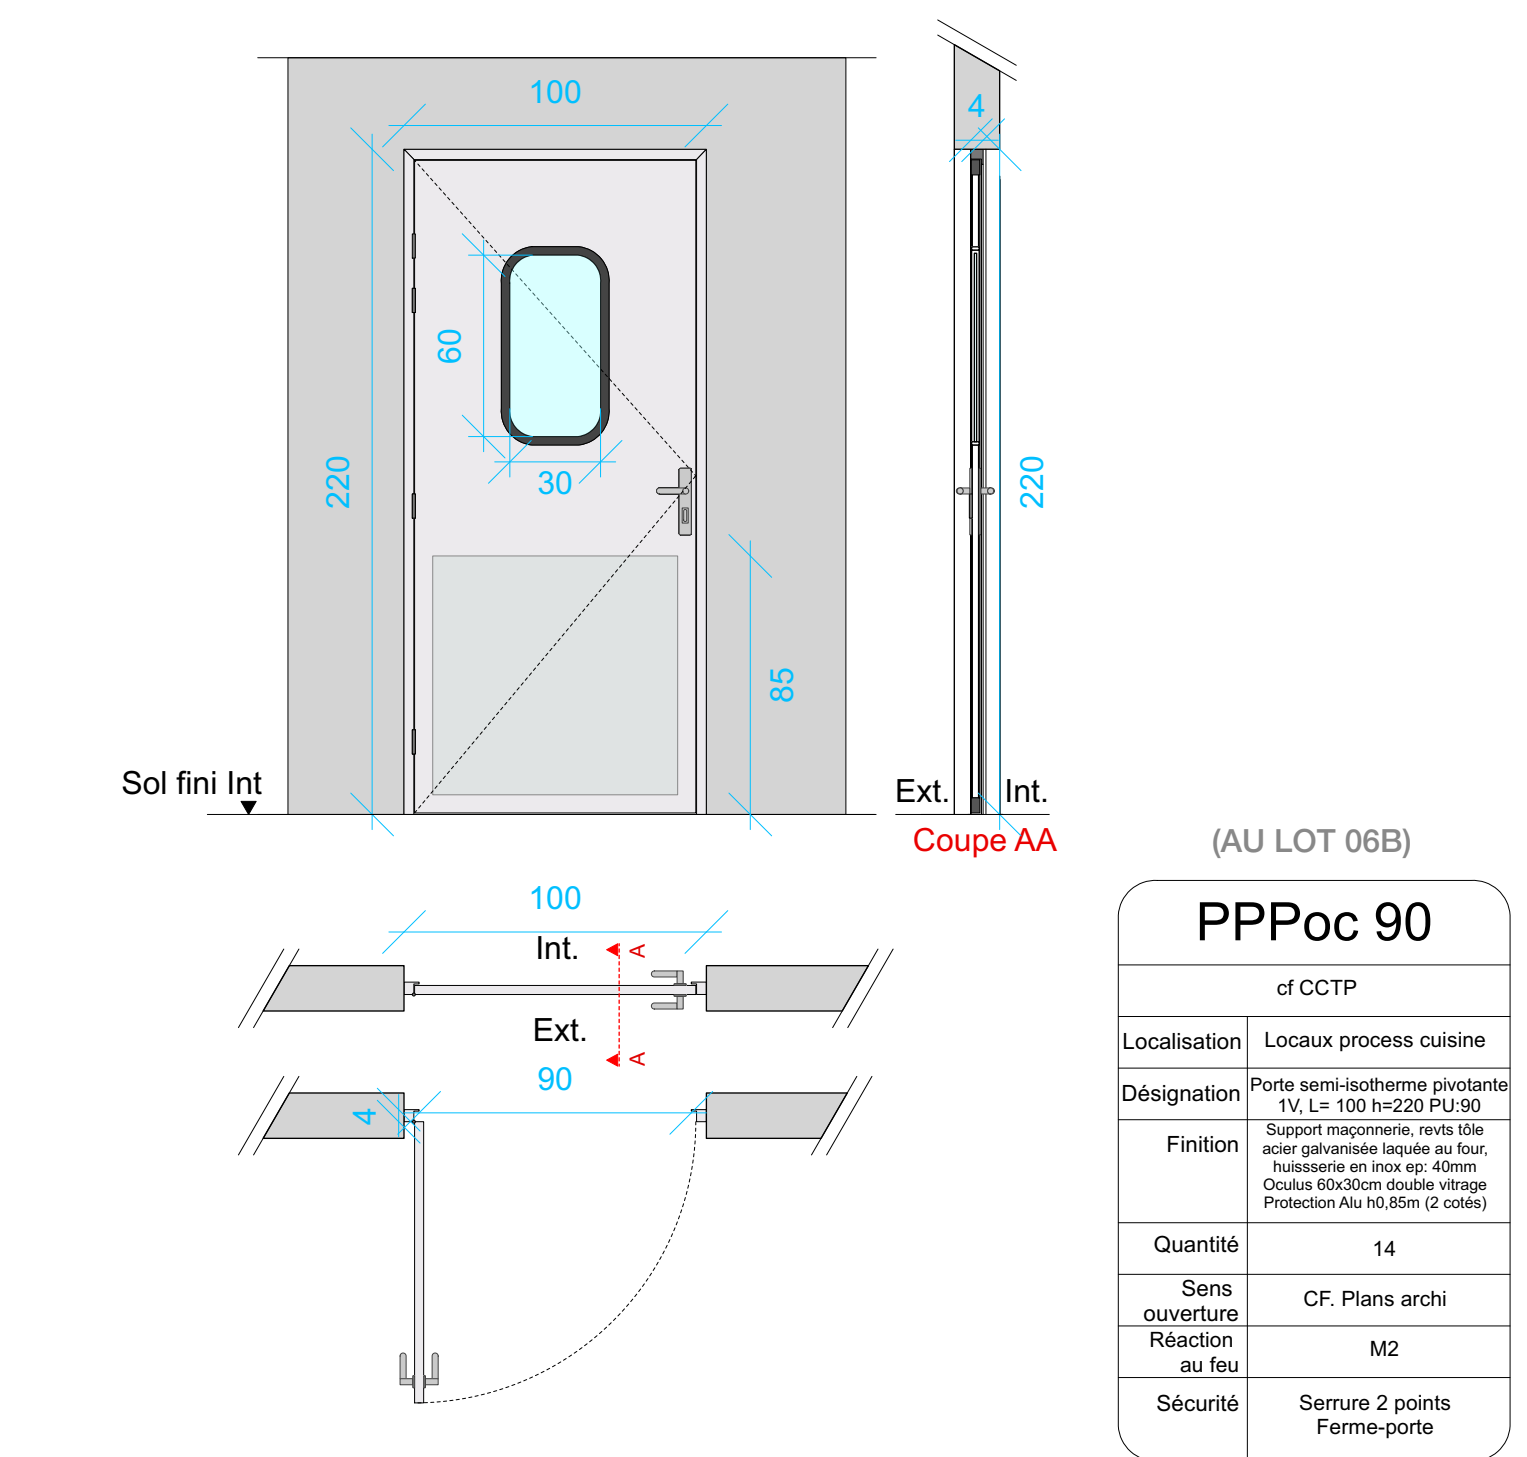 100
4
60
30
220
220
85
Sol fini Int
Ext.
Int.
Coupe AA
100
Int.
A
Ext.
A
90
4
(AU LOT 06B)
PPPoc 90
cf CCTP
Localisation
Locaux process cuisine
Désignation
Porte semi-isotherme pivotante
1V, L= 100 h=220 PU:90
Finition
Support maçonnerie, revts tôle
acier galvanisée laquée au four,
huissserie en inox ep: 40mm
Oculus 60x30cm double vitrage
Protection Alu h0,85m (2 cotés)
Quantité
14
Sens
ouverture
CF. Plans archi
Réaction
au feu
M2
Sécurité
Serrure 2 points
Ferme-porte